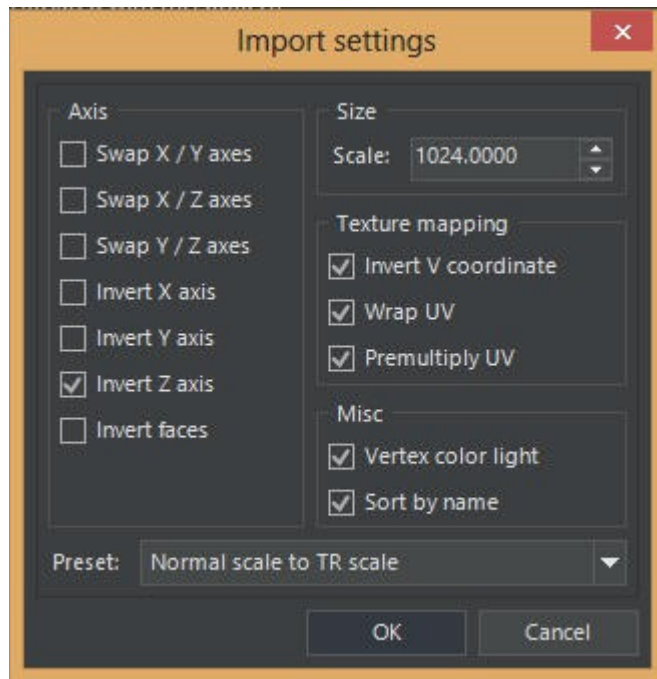 Import settings
Axis
Swap X / Y axes
Swap X / Z axes
Swap Y / Z axes
Invert X axis
Invert Y axis
Invert Z axis
Invert faces
Size
Scale: 1024.0000
Texture mapping
Invert V coordinate
Wrap UV
Premultiply UV
Misc
Vertex color light
Sort by name
Preset: Normal scale to TR scale
OK Cancel